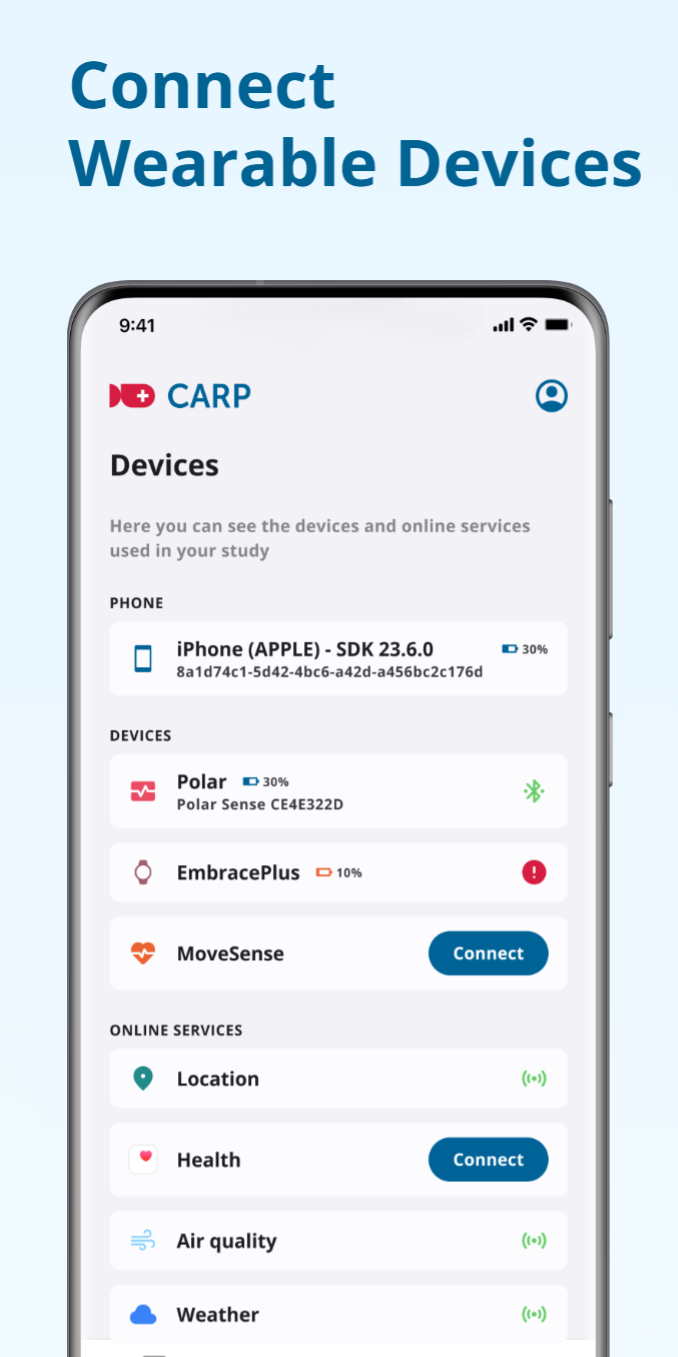 Connect
Wearable Devices
9:41
CARP
Devices
Here you can see the devices and online services
used in your study
PHONE
iPhone (APPLE) - SDK 23.6.0 30%
8a1d74c1-5d42-4bc6-a42d-a456bc2c176d
DEVICES
Polar 30%
Polar Sense CE4E322D
EmbracePlus 10%
MoveSense Connect
ONLINE SERVICES
Location
Health Connect
Air quality
Weather